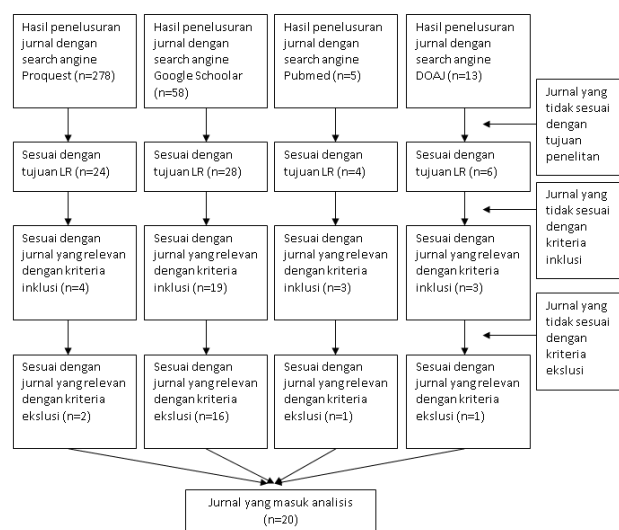 Hasil penelusuran
jurnal dengan
search angine
Proquest (n=278)
Hasil penelusuran
jurnal dengan
search angine
Google Schoolar
(n=58)
Hasil penelusuran
jurnal dengan
search angine
Pubmed (n=5)
Hasil penelusuran
jurnal dengan
search angine
DOAJ (n=13)
Jurnal yang
tidak sesuai
dengan
tujuan
penelitan
Sesuai dengan
tujuan LR (n=24)
Sesuai dengan
tujuan LR (n=28)
Sesuai dengan
tujuan LR (n=4)
Sesuai dengan
tujuan LR (n=6)
Jurnal yang
tidak sesuai
dengan
kriteria
inklusi
Sesuai dengan
jurnal yang relevan
dengan kriteria
inklusi (n=4)
Sesuai dengan
jurnal yang relevan
dengan kriteria
inklusi (n=19)
Sesuai dengan
jurnal yang relevan
dengan kriteria
inklusi (n=3)
Sesuai dengan
jurnal yang relevan
dengan kriteria
inklusi (n=3)
Jurnal yang
tidak sesuai
dengan
kriteria
ekslusi
Sesuai dengan
jurnal yang relevan
dengan kriteria
ekslusi (n=2)
Sesuai dengan
jurnal yang relevan
dengan kriteria
ekslusi (n=16)
Sesuai dengan
jurnal yang relevan
dengan kriteria
ekslusi (n=1)
Sesuai dengan
jurnal yang relevan
dengan kriteria
ekslusi (n=1)
Jurnal yang masuk analisis
(n=20)